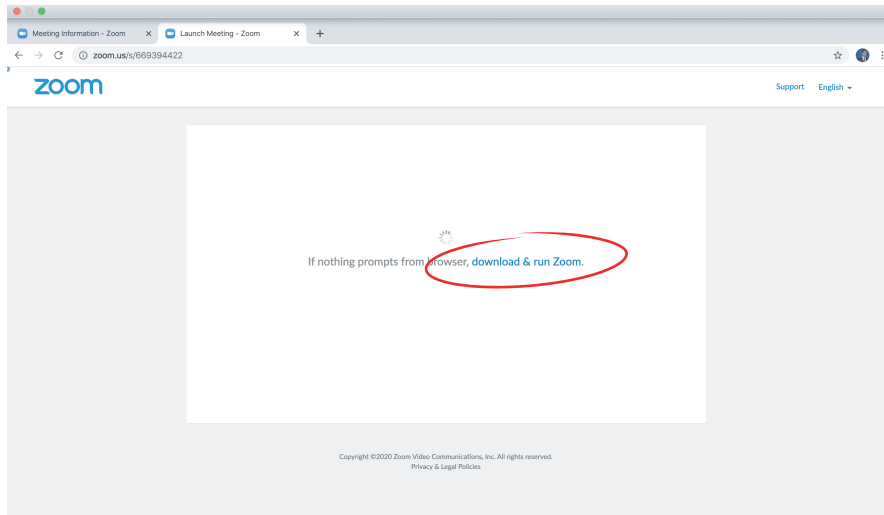 Meeting Information - Zoom
Launch Meeting - Zoom
zoom.us/s/669394422
zoom
Support English
If nothing prompts from browser, download & run Zoom.
Copyright ©2020 Zoom Video Communications, Inc. All rights reserved.
Privacy & Legal Policies